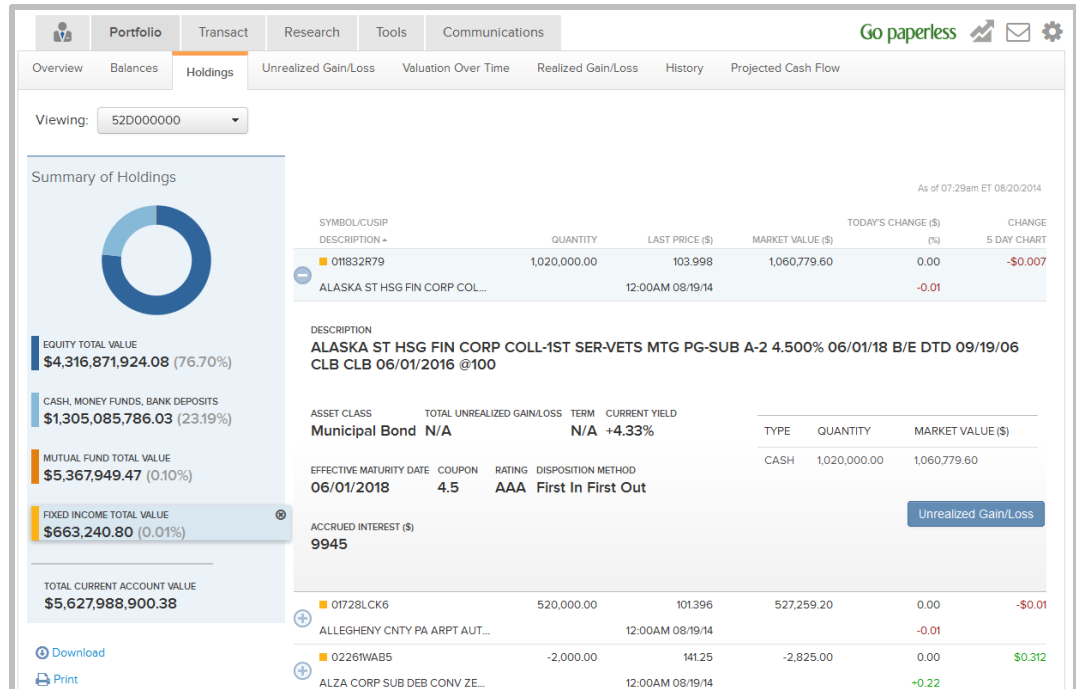 Portfolio Transact Research Tools Communications Go paperless
Overview Balances Holdings Unrealized Gain/Loss Valuation Over Time Realized Gain/Loss History Projected Cash Flow
Viewing: 52D000000
Summary of Holdings
As of 07:29am ET 08/20/2014
SYMBOL/CUSIP TODAY'S CHANGE ($) CHANGE
DESCRIPTION QUANTITY LAST PRICE ($) MARKET VALUE ($) (%) 5 DAY CHART
011832R79 1,020,000.00 103.998 1,060,779.60 0.00 -$0.007
ALASKA ST HSG FIN CORP COL... 12:00AM 08/19/14 -0.01
DESCRIPTION
ALASKA ST HSG FIN CORP COLL-1ST SER-VETS MTG PG-SUB A-2 4.500% 06/01/18 B/E DTD 09/19/06
CLB CLB 06/01/2016 @100
EQUITY TOTAL VALUE
$4,316,871,924.08 (76.70%)
CASH, MONEY FUNDS, BANK DEPOSITS
$1,305,085,786.03 (23.19%)
MUTUAL FUND TOTAL VALUE
$5,367,949.47 (0.10%)
FIXED INCOME TOTAL VALUE
$663,240.80 (0.01%)
TOTAL CURRENT ACCOUNT VALUE
$5,627,988,900.38
Download
Print
ASSET CLASS TOTAL UNREALIZED GAIN/LOSS TERM CURRENT YIELD
Municipal Bond N/A N/A +4.33%
EFFECTIVE MATURITY DATE COUPON RATING DISPOSITION METHOD
06/01/2018 4.5 AAA First In First Out
ACCRUED INTEREST ($)
9945
TYPE QUANTITY MARKET VALUE ($)
CASH 1,020,000.00 1,060,779.60
Unrealized Gain/Loss
01728LCK6 520,000.00 101.396 527,259.20 0.00 -$0.01
ALLEGHENY CNTY PA ARPT AUT... 12:00AM 08/19/14 -0.01
02261WAB5 -2,000.00 141.25 -2,825.00 0.00 $0.312
ALZA CORP SUB DEB CONV ZE... 12:00AM 08/19/14 +0.22